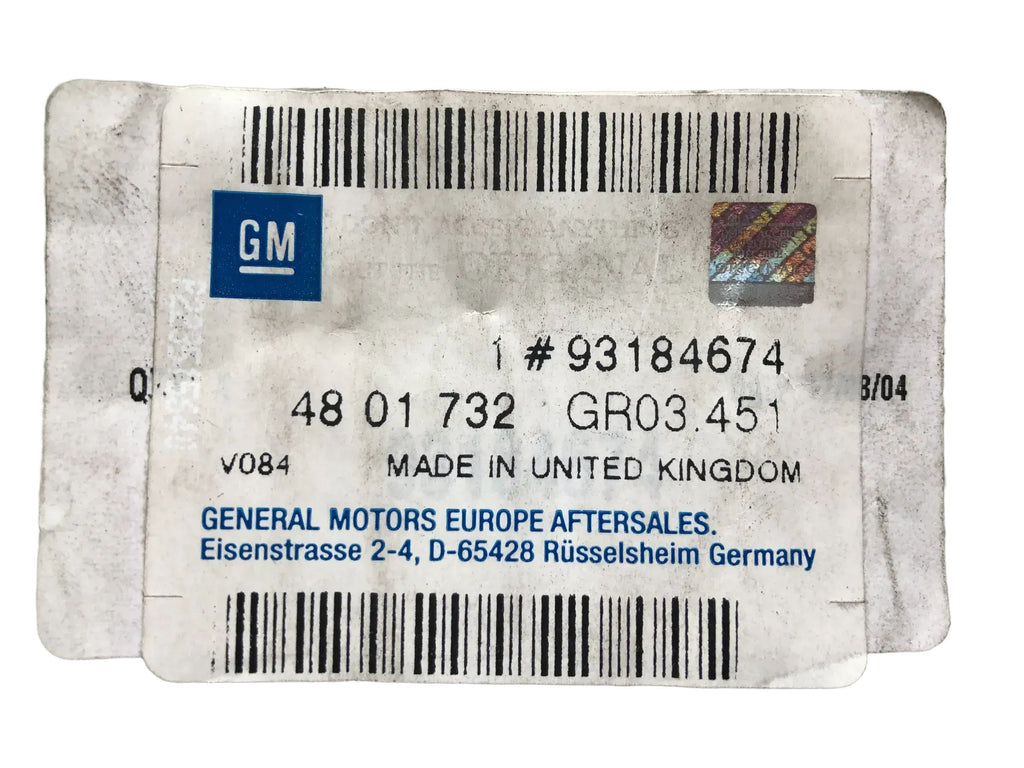 GM
ORIGINAL
1 # 93184674
48 01 732 GR03.451
V084 MADE IN UNITED KINGDOM
GENERAL MOTORS EUROPE AFTERSALES.
Eisenstrasse 2-4, D-65428 Rüsselsheim Germany